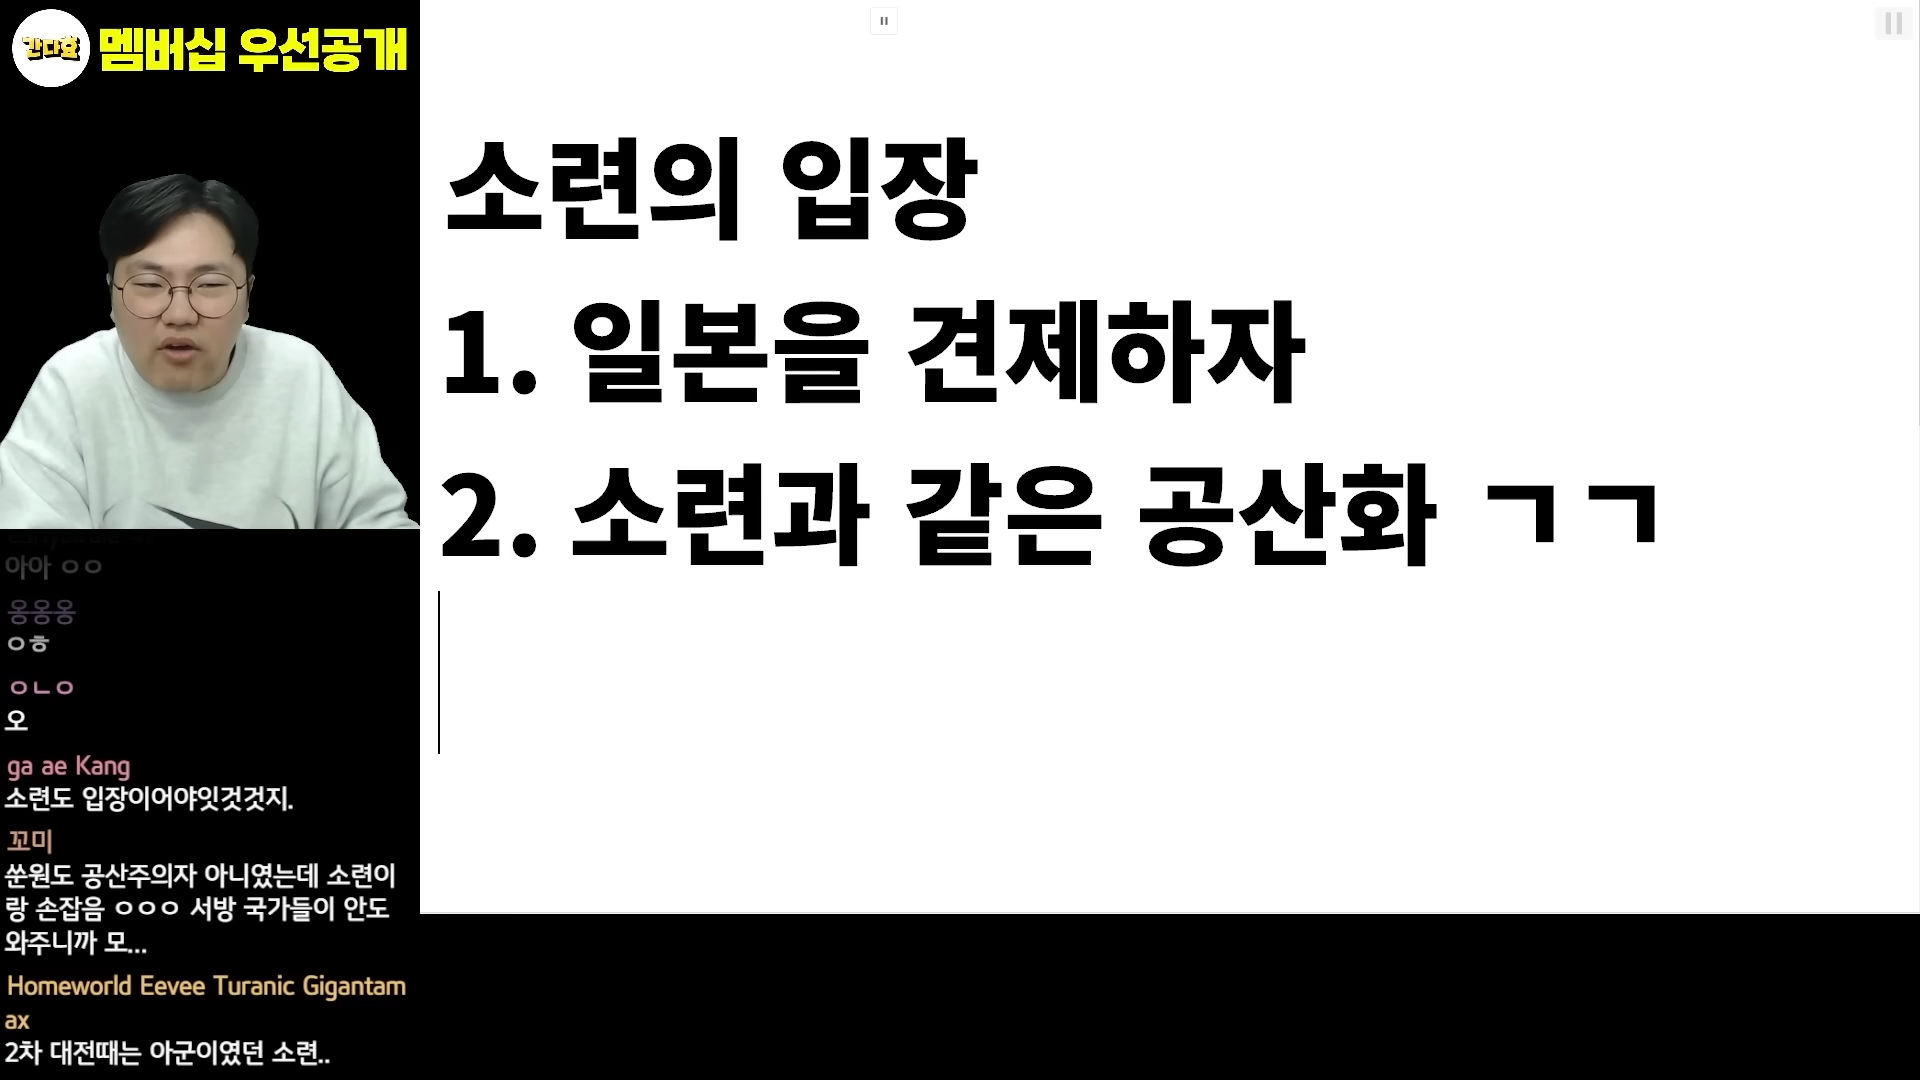 간다효
멤버십 우선공개
소련의 입장
1. 일본을 견제하자
2. 소련과 같은 공산화 ㄱㄱ
아아 ㅇㅇ
옹옹옹
ㅇㅎ
ㅇㄴㅇ
오
ga ae Kang
소련도 입장이어야잇것것지.
꼬미
쑨원도 공산주의자 아니였는데 소련이
랑 손잡음 ㅇㅇㅇ 서방 국가들이 안도
와주니까 모...
Homeworld Eevee Turanic Gigantam
ax
2차 대전때는 아군이였던 소련..